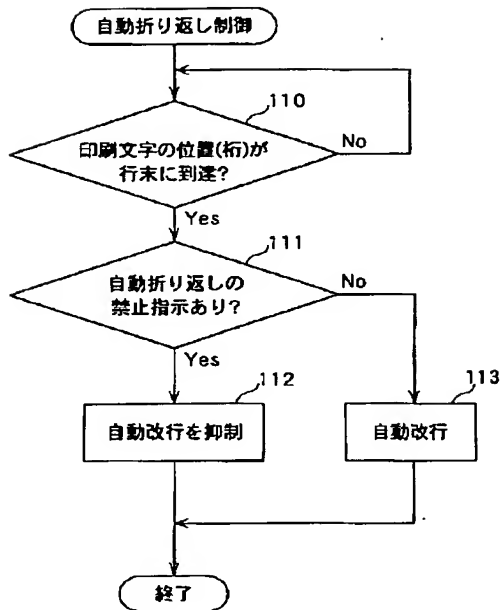 自動折り返し制御
110
印刷文字の位置(桁)が
行末に到達?
No
Yes
111
自動折り返しの
禁止指示あり?
No
Yes
112
自動改行を抑制
113
自動改行
終了